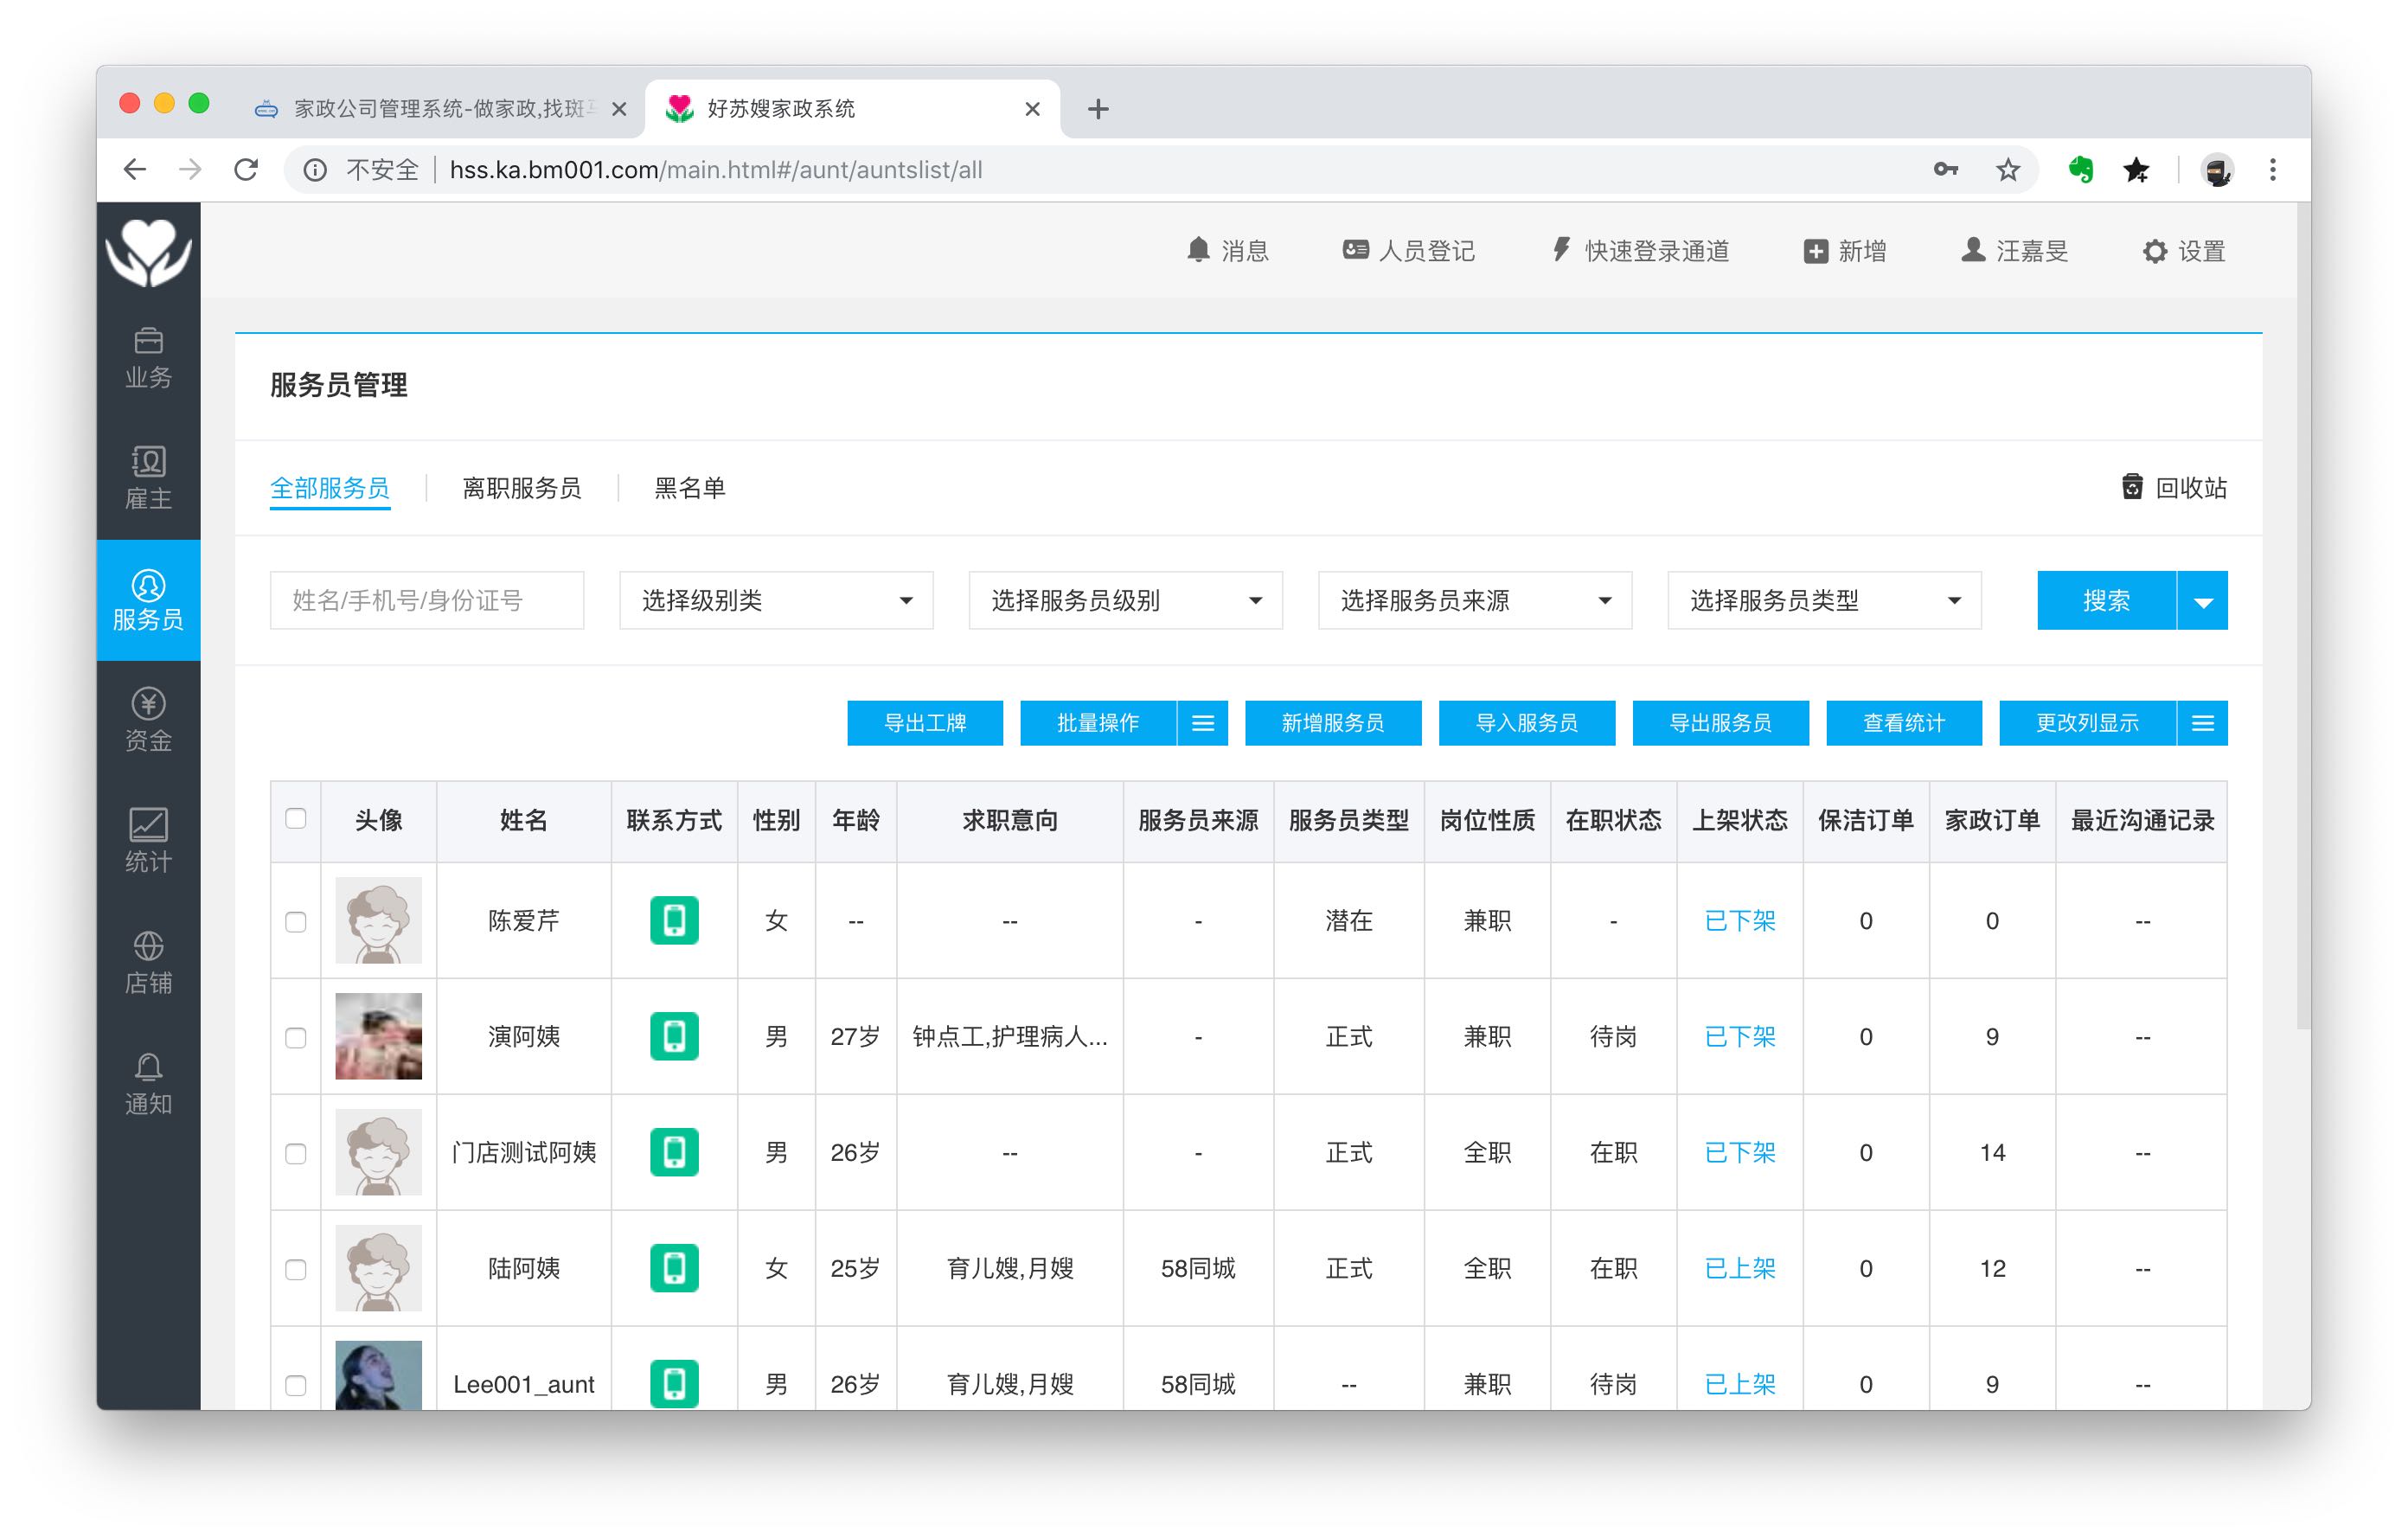 家政公司管理系统-做家政,找斑
好苏嫂家政系统
不安全 hss.ka.bm001.com/main.html#/aunt/auntslist/all
消息 人员登记 快速登录通道 新增 汪嘉旻 设置
业务
雇主
服务员
资金
统计
店铺
通知
服务员管理
全部服务员 离职服务员 黑名单 回收站
姓名/手机号/身份证号 选择级别类 选择服务员级别 选择服务员来源 选择服务员类型 搜索
导出工牌 批量操作 新增服务员 导入服务员 导出服务员 查看统计 更改列显示
头像 姓名 联系方式 性别 年龄 求职意向 服务员来源 服务员类型 岗位性质 在职状态 上架状态 保洁订单 家政订单 最近沟通记录
陈爱芹 女 -- -- - 潜在 兼职 - 已下架 0 0 --
演阿姨 男 27岁 钟点工,护理病人... - 正式 兼职 待岗 已下架 0 9 --
门店测试阿姨 男 26岁 -- - 正式 全职 在职 已下架 0 14 --
陆阿姨 女 25岁 育儿嫂,月嫂 58同城 正式 全职 在职 已上架 0 12 --
Lee001_aunt 男 26岁 育儿嫂,月嫂 58同城 -- 兼职 待岗 已上架 0 9 --